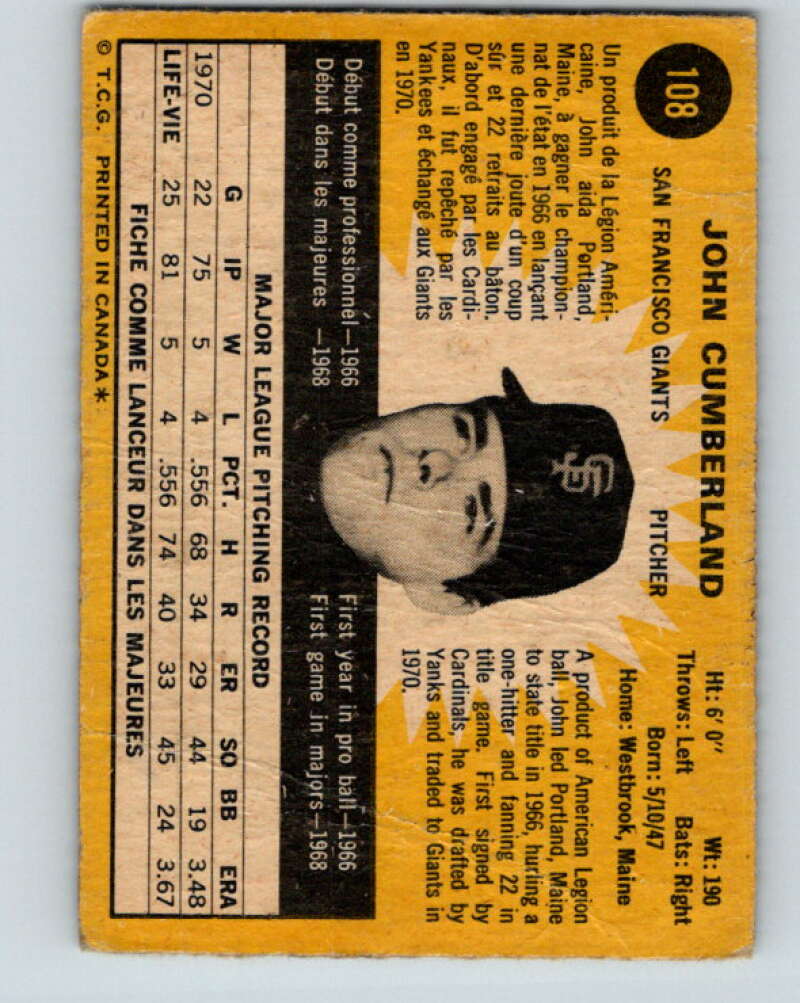 108
JOHN CUMBERLAND
SAN FRANCISCO GIANTS PITCHER
Ht: 6' 0" Wt: 190
Throws: Left Bats: Right
Born: 5/10/47
Home: Westbrook, Maine
Un produit de la Légion Améri-
caine, John aida Portland,
Maine, à gagner le champion-
nat de l'état en 1966 en lançant
une dernière joute d'un coup
sûr et 22 retraits au bâton.
D'abord engagé par les Cardi-
naux, il fut repêché par les
Yankees et échangé aux Giants
en 1970.
SF
A product of American Legion
ball, John led Portland, Maine
to state title in 1966, hurling a
one-hitter and fanning 22 in
title game. First signed by
Cardinals, he was drafted by
Yanks and traded to Giants in
1970.
Début comme professionnel—1966
Début dans les majeures —1968
First year in pro ball—1966
First game in majors—1968
MAJOR LEAGUE PITCHING RECORD
G IP W L PCT. H R ER SO BB ERA
1970 22 75 5 4 .556 68 34 29 44 19 3.48
LIFE-VIE 25 81 5 4 .556 74 40 33 45 24 3.67
FICHE COMME LANCEUR DANS LES MAJEURES
© T.C.G. PRINTED IN CANADA*